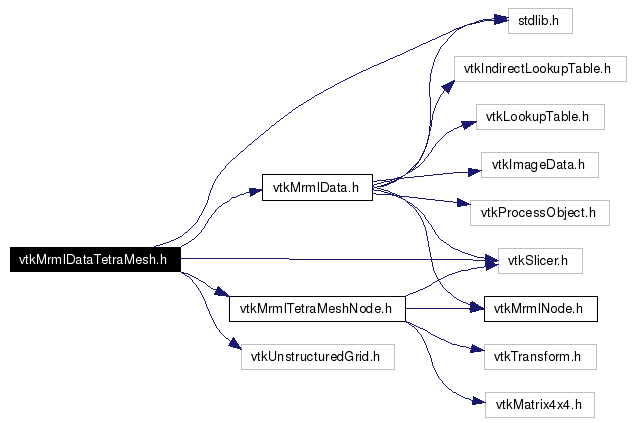 stdlib.h
vtkIndirectLookupTable.h
vtkLookupTable.h
vtkImageData.h
vtkMrmlData.h
vtkProcessObject.h
vtkMrmlDataTetraMesh.h
vtkSlicer.h
vtkMrmlTetraMeshNode.h
vtkMrmlNode.h
vtkUnstructuredGrid.h
vtkTransform.h
vtkMatrix4x4.h